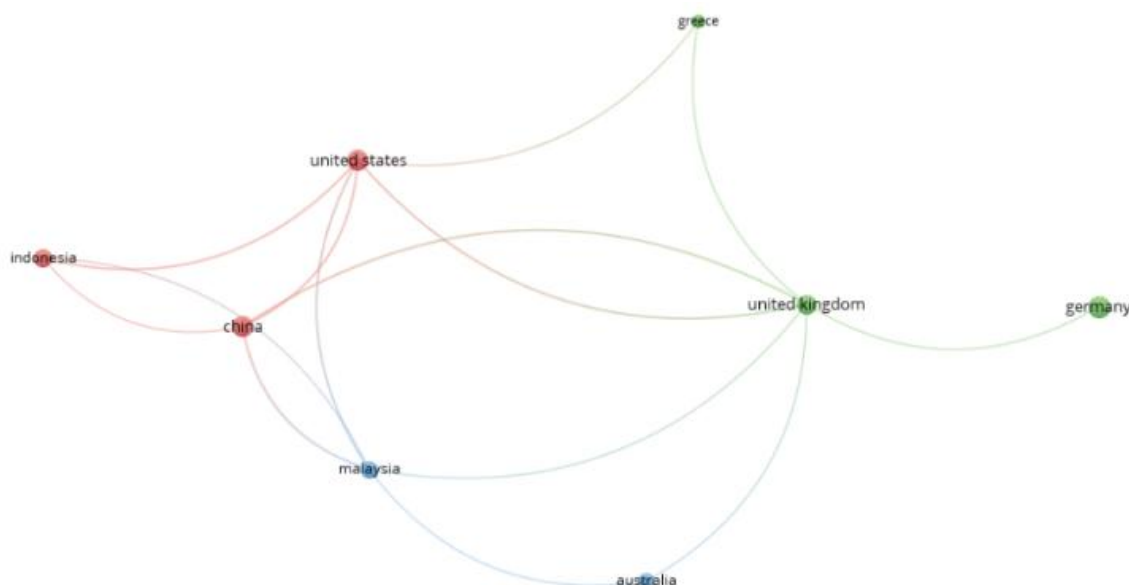 greece
united states
indonesia
china
united kingdom
germany
malaysia
australia